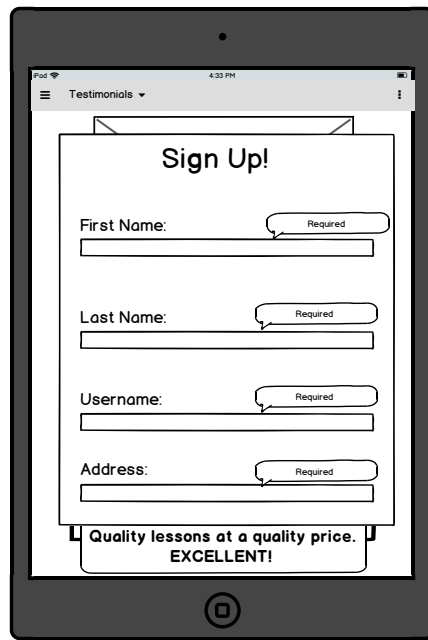 iPad 4:33 PM
Testimonials
Sign Up!
First Name: Required
Last Name: Required
Username: Required
Address: Required
Quality lessons at a quality price.
EXCELLENT!